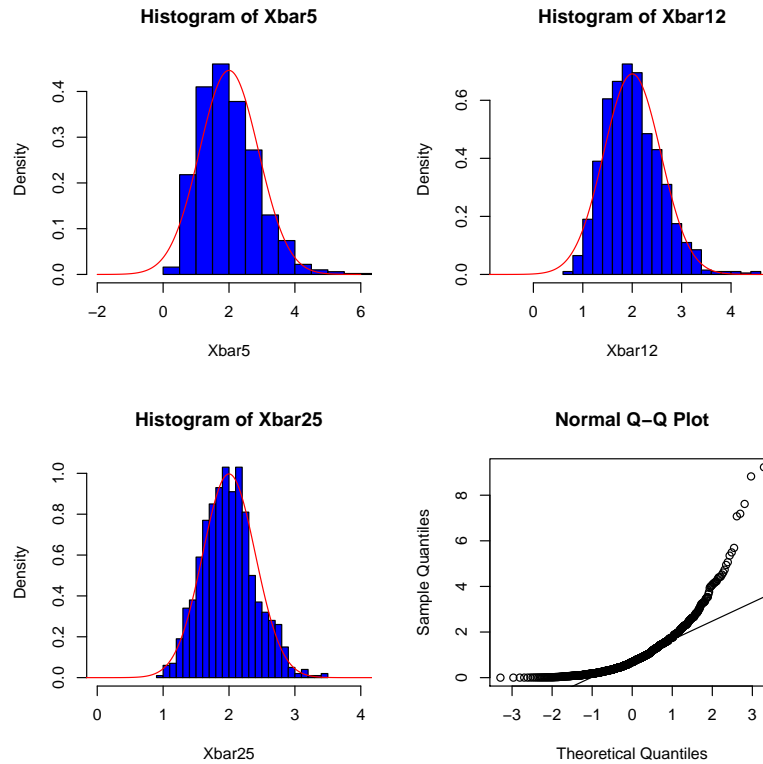 Histogram of Xbar5
Density
0.0 0.1 0.2 0.3 0.4
−2 0 2 4 6
Xbar5
Histogram of Xbar12
Density
0.0 0.2 0.4 0.6
0 1 2 3 4
Xbar12
Histogram of Xbar25
Density
0.0 0.2 0.4 0.6 0.8 1.0
0 1 2 3 4
Xbar25
Normal Q−Q Plot
Sample Quantiles
0 2 4 6 8
−3 −2 −1 0 1 2 3
Theoretical Quantiles